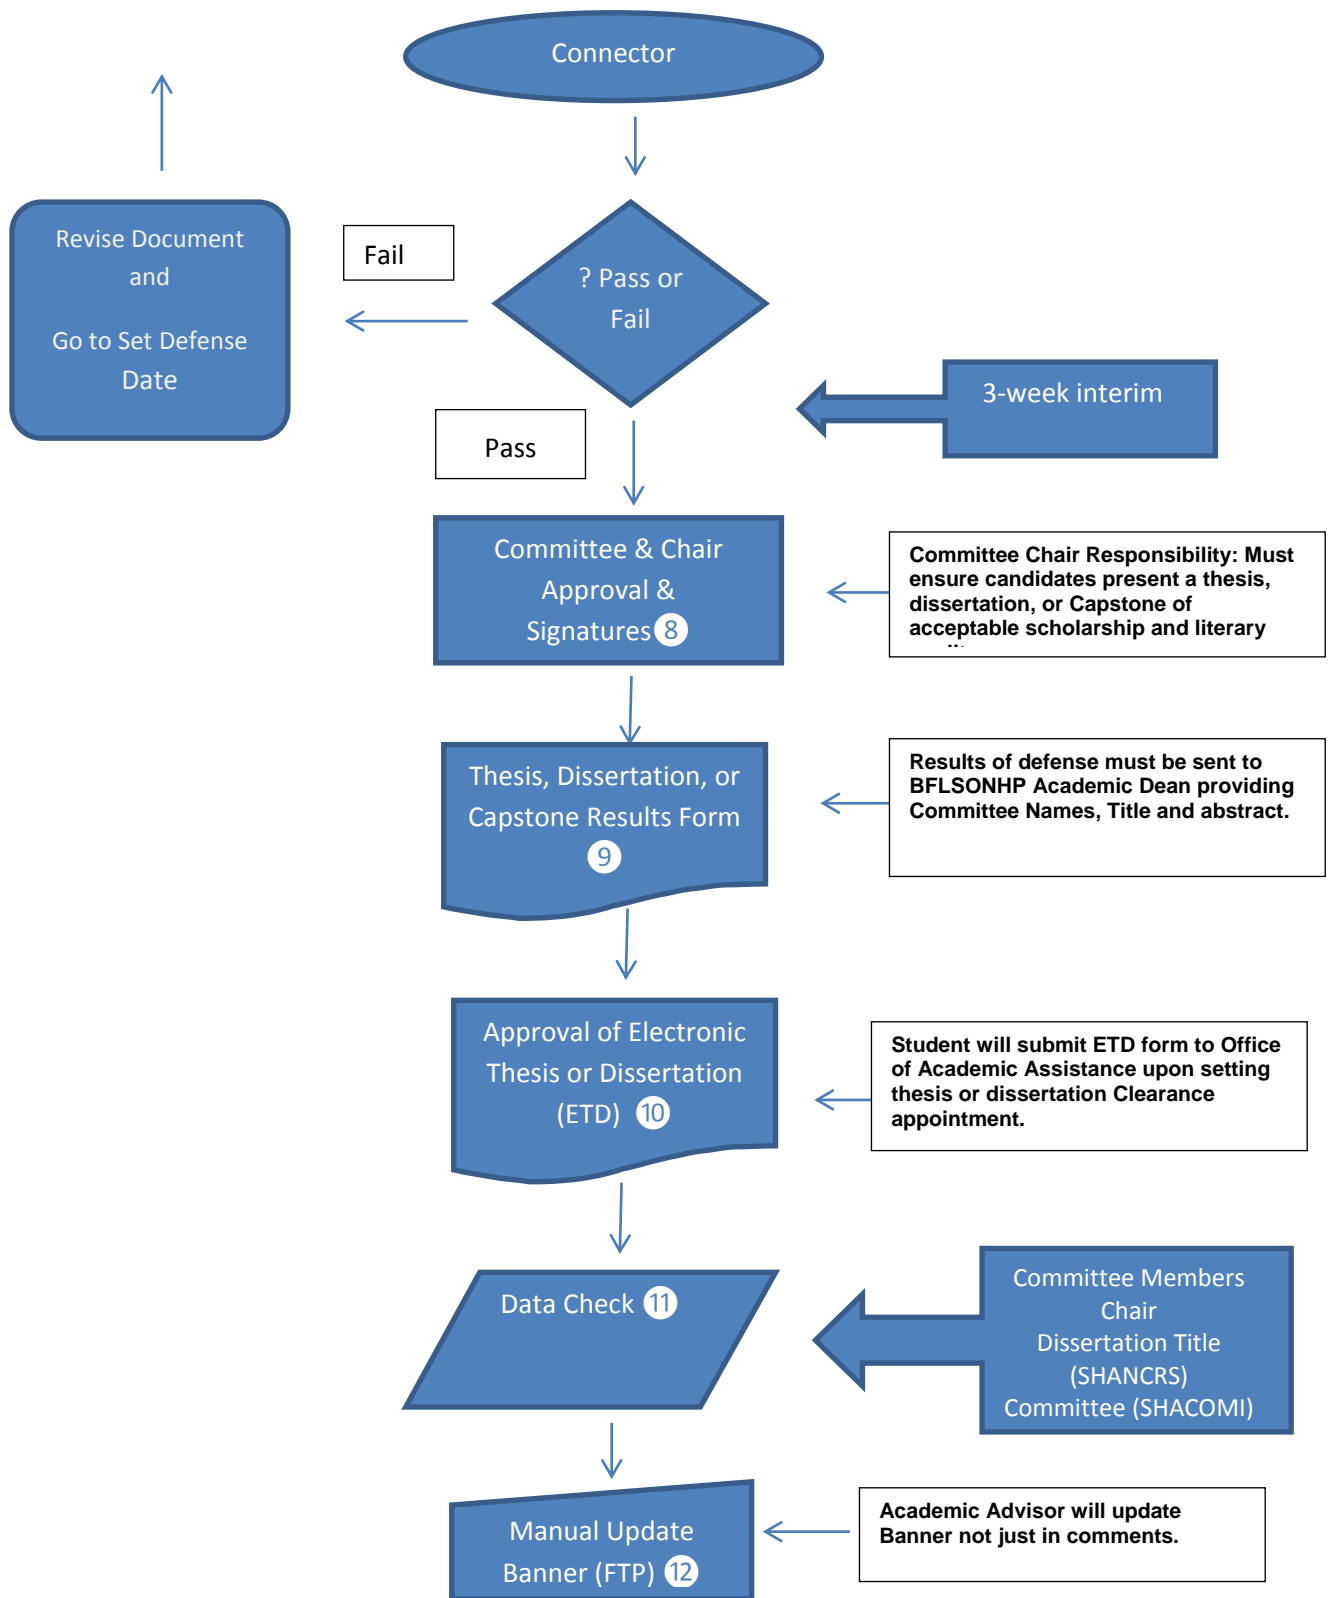 Connector
Revise Document
and
Go to Set Defense
Date
Fail
? Pass or
Fail
3-week interim
Pass
Committee & Chair
Approval &
Signatures 8
Committee Chair Responsibility: Must
ensure candidates present a thesis,
dissertation, or Capstone of
acceptable scholarship and literary
Thesis, Dissertation, or
Capstone Results Form
9
Results of defense must be sent to
BFLSONHP Academic Dean providing
Committee Names, Title and abstract.
Approval of Electronic
Thesis or Dissertation
(ETD) 10
Student will submit ETD form to Office
of Academic Assistance upon setting
thesis or dissertation Clearance
appointment.
Data Check 11
Committee Members
Chair
Dissertation Title
(SHANCRS)
Committee (SHACOMI)
Manual Update
Banner (FTP) 12
Academic Advisor will update
Banner not just in comments.